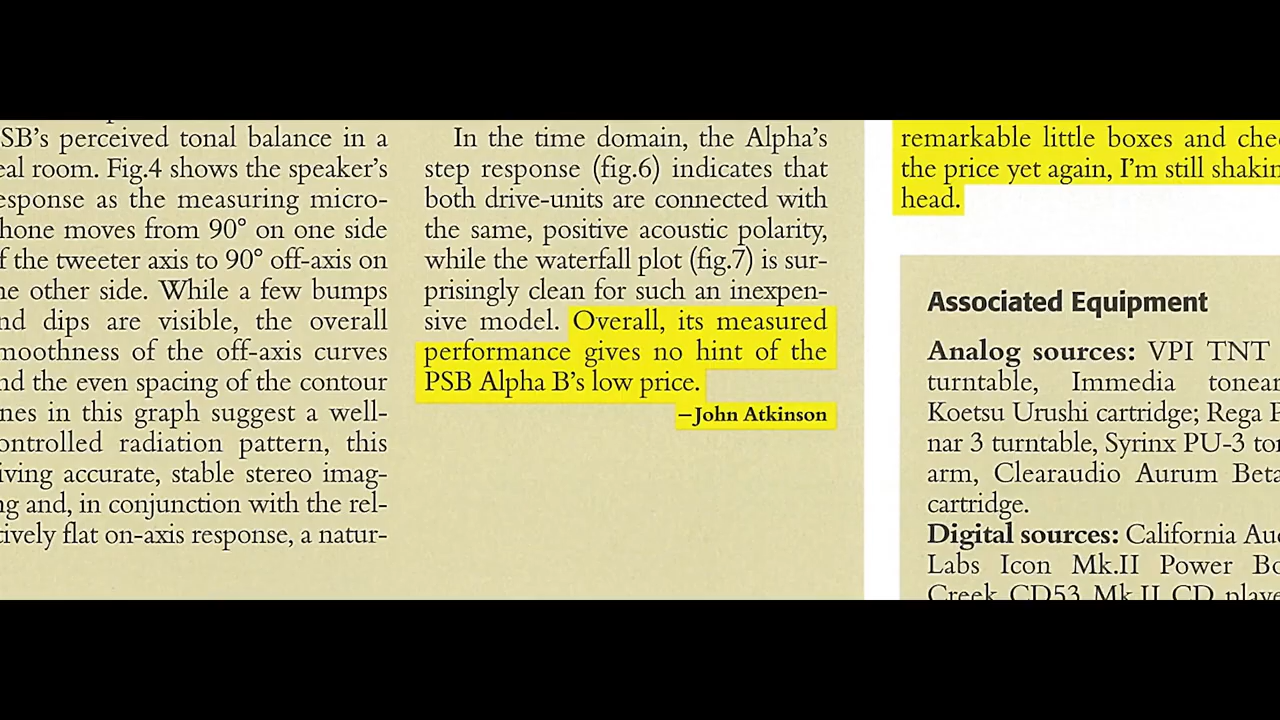 SB's perceived tonal balance in a
eal room. Fig.4 shows the speaker's
esponse as the measuring micro-
hone moves from 90° on one side
f the tweeter axis to 90° off-axis on
ne other side. While a few bumps
nd dips are visible, the overall
moothness of the off-axis curves
nd the even spacing of the contour
nes in this graph suggest a well-
ontrolled radiation pattern, this
iving accurate, stable stereo imag-
ng and, in conjunction with the rel-
tively flat on-axis response, a natur-
In the time domain, the Alpha's
step response (fig.6) indicates that
both drive-units are connected with
the same, positive acoustic polarity,
while the waterfall plot (fig.7) is sur-
prisingly clean for such an inexpen-
sive model. Overall, its measured
performance gives no hint of the
PSB Alpha B's low price.
—John Atkinson
remarkable little boxes and che
the price yet again, I'm still shakin
head.
Associated Equipment
Analog sources: VPI TNT
turntable, Immedia tonear
Koetsu Urushi cartridge; Rega P
nar 3 turntable, Syrinx PU-3 to
arm, Clearaudio Aurum Beta
cartridge.
Digital sources: California Au
Labs Icon Mk.II Power Bo
Creek CD53 Mk.II CD playe